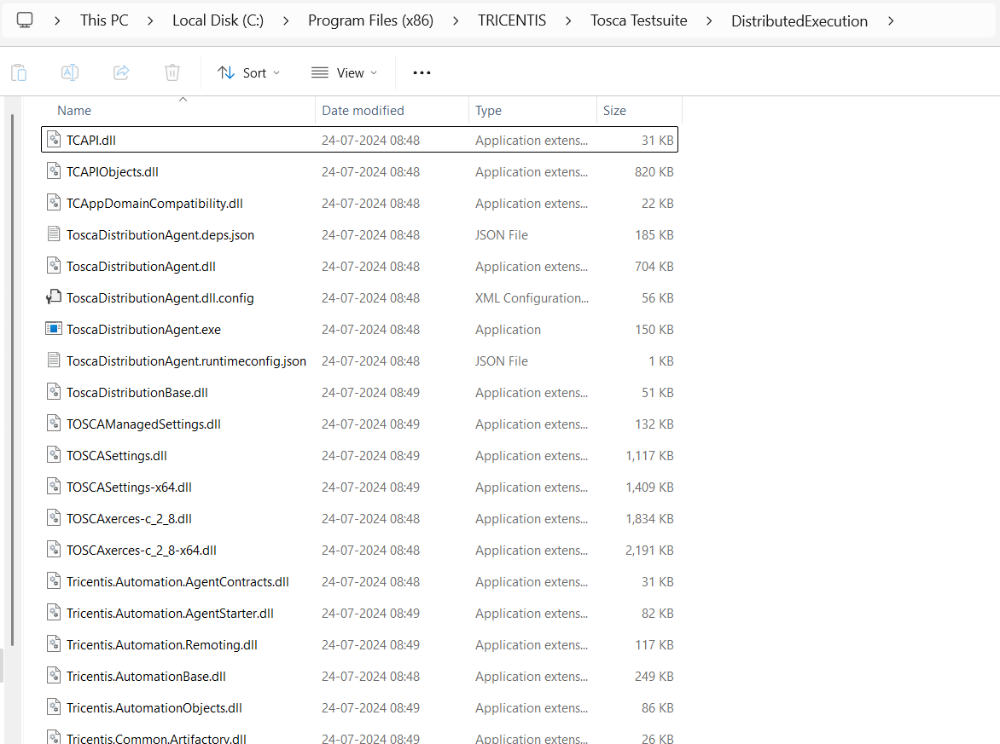 This PC > Local Disk (C:) > Program Files (x86) > TRICENTIS > Tosca Testsuite > DistributedExecution >
Sort View •••
Name Date modified Type Size
TCAPI.dll 24-07-2024 08:48 Application extens... 31 KB
TCAPIObjects.dll 24-07-2024 08:48 Application extens... 820 KB
TCAppDomainCompatibility.dll 24-07-2024 08:48 Application extens... 22 KB
ToscaDistributionAgent.deps.json 24-07-2024 08:48 JSON File 185 KB
ToscaDistributionAgent.dll 24-07-2024 08:48 Application extens... 704 KB
ToscaDistributionAgent.dll.config 24-07-2024 08:48 XML Configuration... 56 KB
ToscaDistributionAgent.exe 24-07-2024 08:48 Application 150 KB
ToscaDistributionAgent.runtimeconfig.json 24-07-2024 08:48 JSON File 1 KB
ToscaDistributionBase.dll 24-07-2024 08:49 Application extens... 51 KB
TOSCAManagedSettings.dll 24-07-2024 08:49 Application extens... 132 KB
TOSCASettings.dll 24-07-2024 08:49 Application extens... 1,117 KB
TOSCASettings-x64.dll 24-07-2024 08:49 Application extens... 1,409 KB
TOSCAxerces-c_2_8.dll 24-07-2024 08:48 Application extens... 1,834 KB
TOSCAxerces-c_2_8-x64.dll 24-07-2024 08:48 Application extens... 2,191 KB
Tricentis.Automation.AgentContracts.dll 24-07-2024 08:48 Application extens... 31 KB
Tricentis.Automation.AgentStarter.dll 24-07-2024 08:49 Application extens... 82 KB
Tricentis.Automation.Remoting.dll 24-07-2024 08:49 Application extens... 117 KB
Tricentis.AutomationBase.dll 24-07-2024 08:48 Application extens... 249 KB
Tricentis.AutomationObjects.dll 24-07-2024 08:49 Application extens... 86 KB
Tricentis.Common.Artifactory.dll 24-07-2024 08:49 Application extens... 26 KB